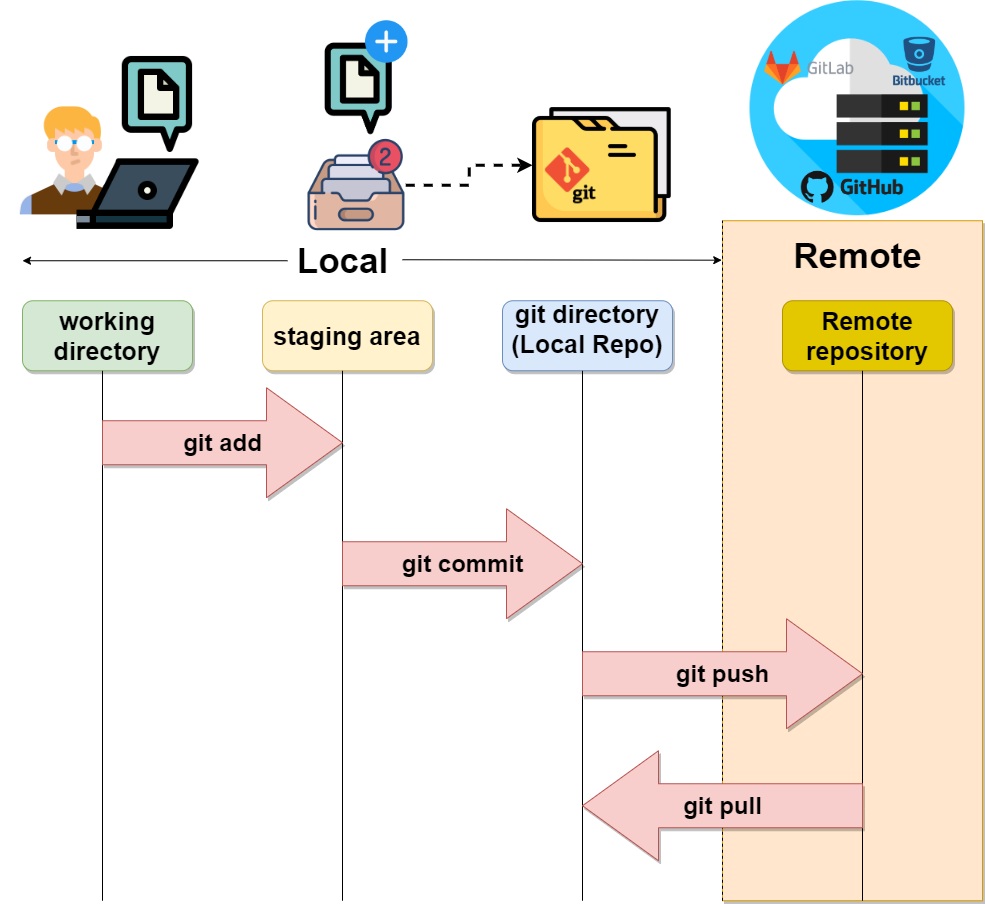 2
git
GitLab
Bitbucket
GitHub
Local
Remote
working
directory
staging area
git directory
(Local Repo)
Remote
repository
git add
git commit
git push
git pull